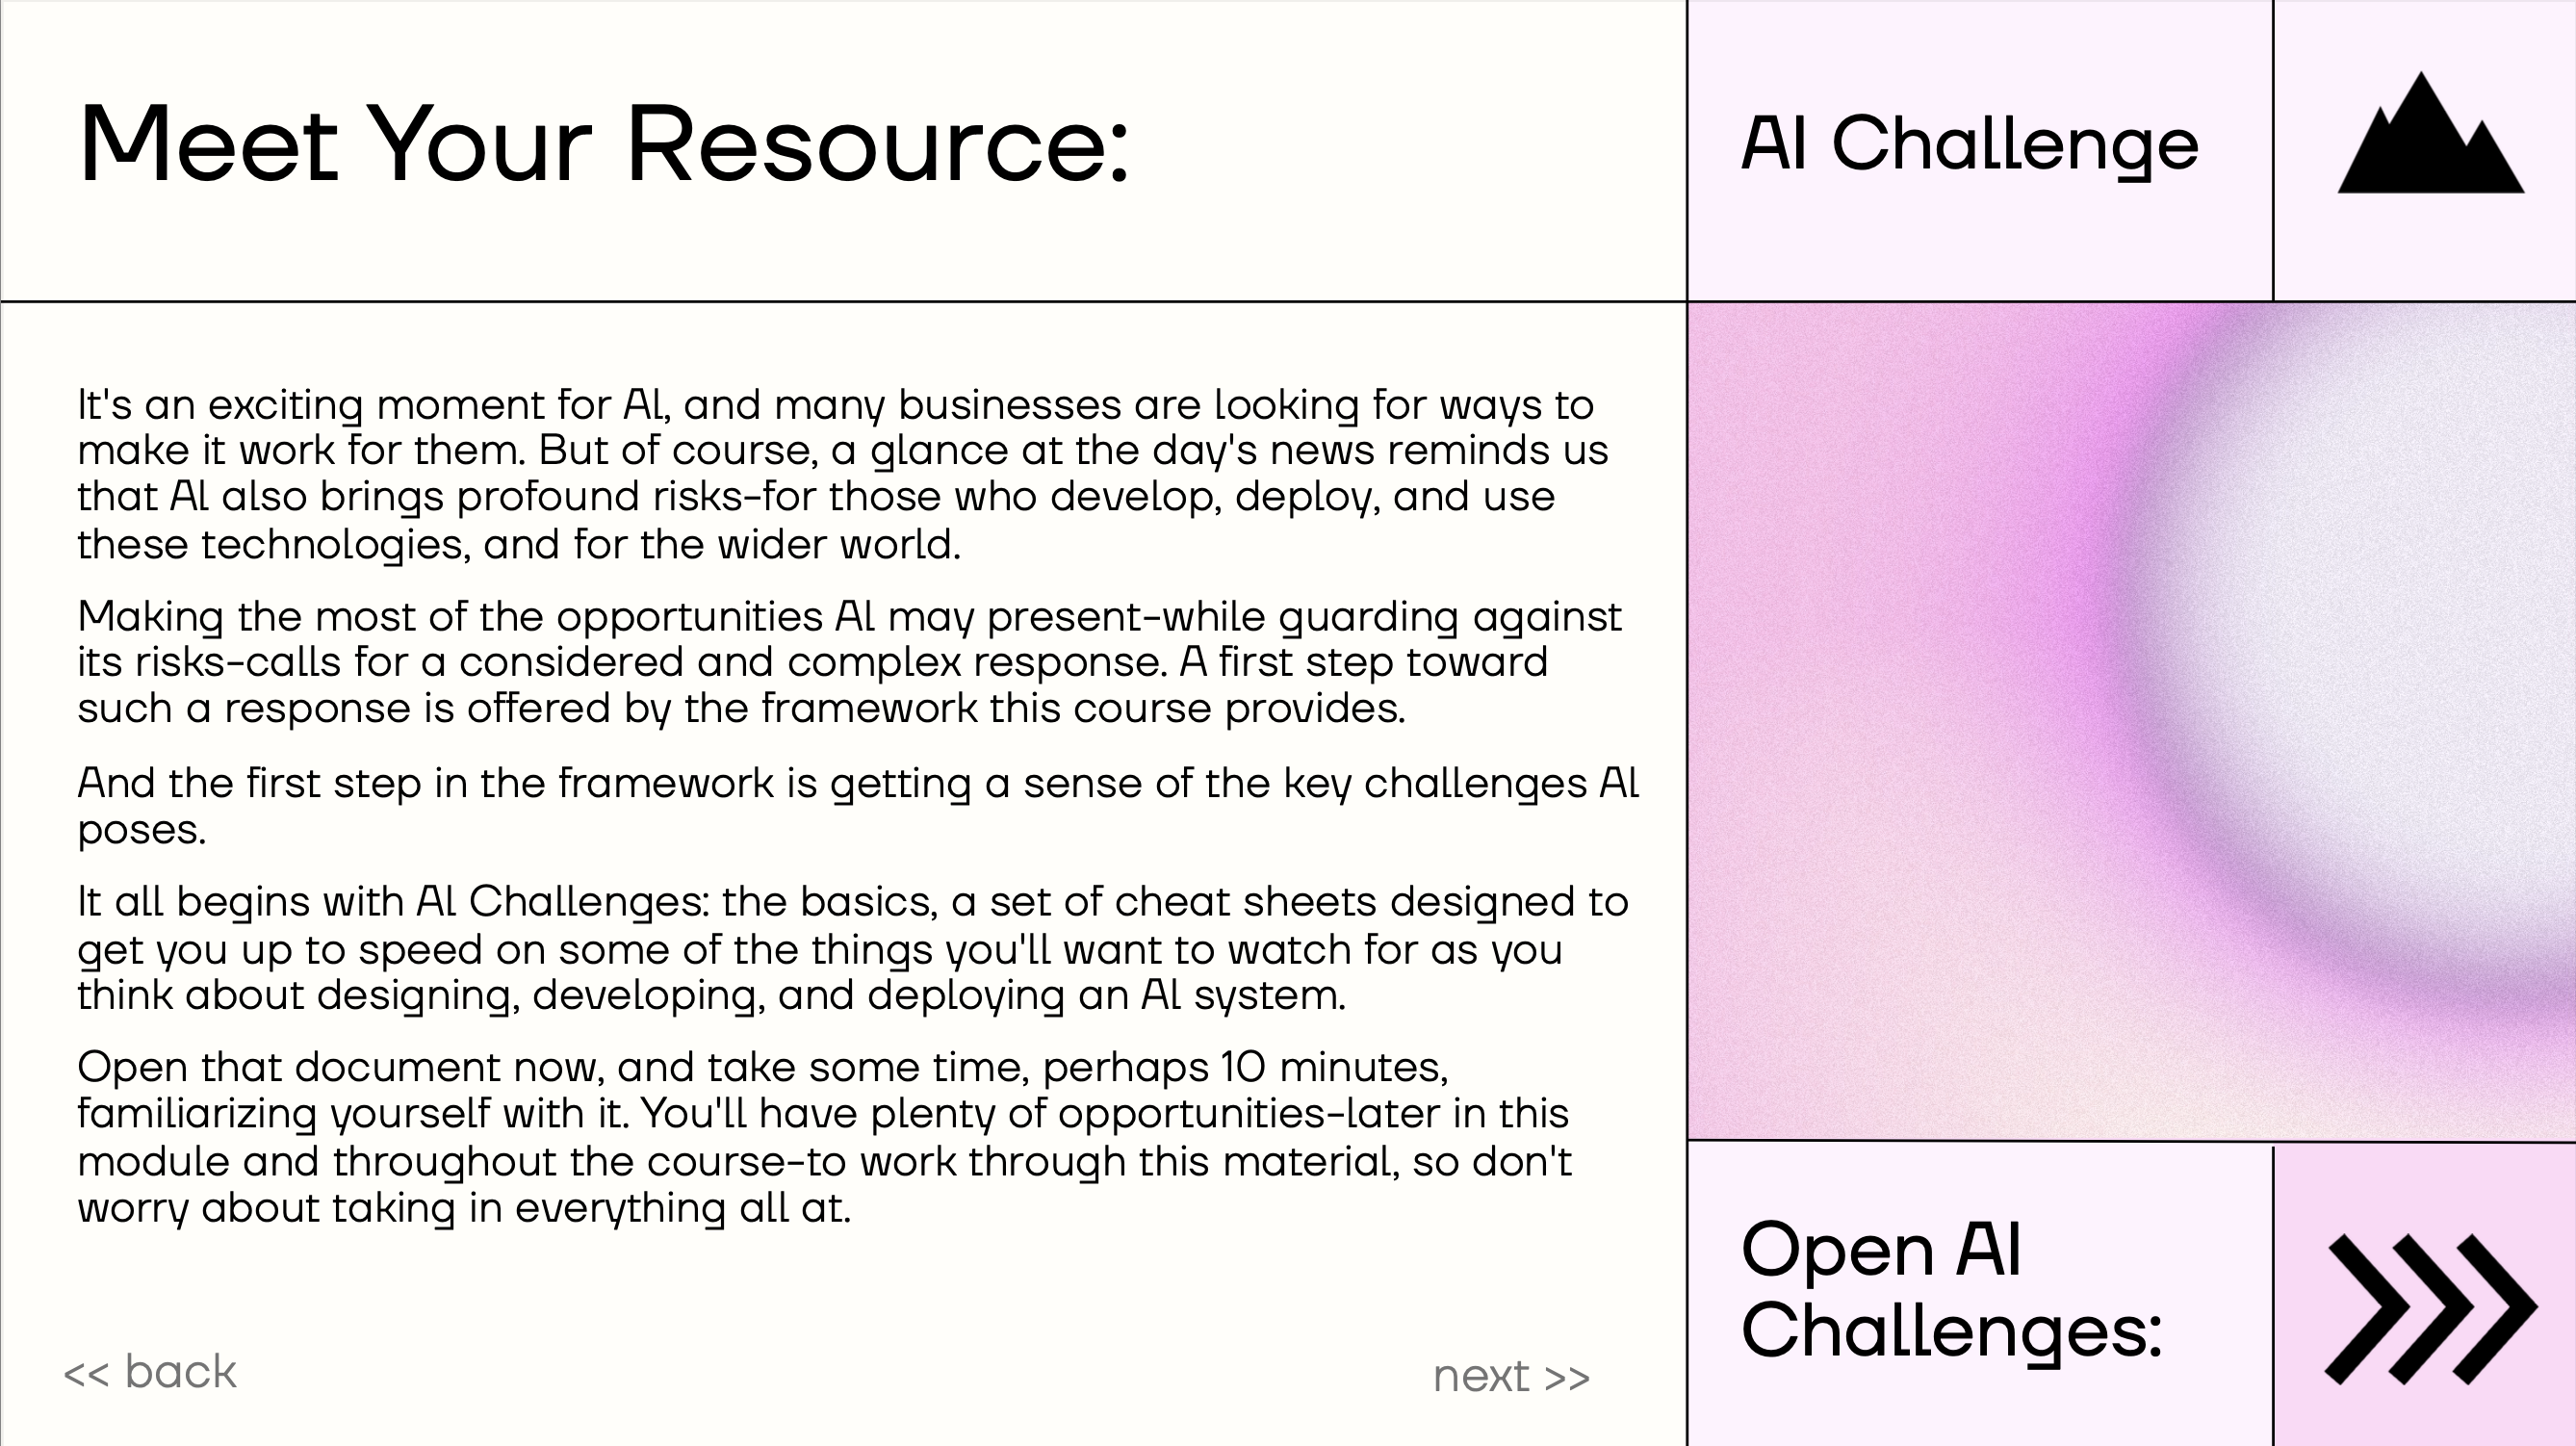 Meet Your Resource:
AI Challenge
It's an exciting moment for Al, and many businesses are looking for ways to
make it work for them. But of course, a glance at the day's news reminds us
that Al also brings profound risks-for those who develop, deploy, and use
these technologies, and for the wider world.
Making the most of the opportunities Al may present-while guarding against
its risks-calls for a considered and complex response. A first step toward
such a response is offered by the framework this course provides.
And the first step in the framework is getting a sense of the key challenges Al
poses.
It all begins with Al Challenges: the basics, a set of cheat sheets designed to
get you up to speed on some of the things you'll want to watch for as you
think about designing, developing, and deploying an Al system.
Open that document now, and take some time, perhaps 10 minutes,
familiarizing yourself with it. You'll have plenty of opportunities-later in this
module and throughout the course-to work through this material, so don't
worry about taking in everything all at.
<< back
next >>
Open AI
Challenges: